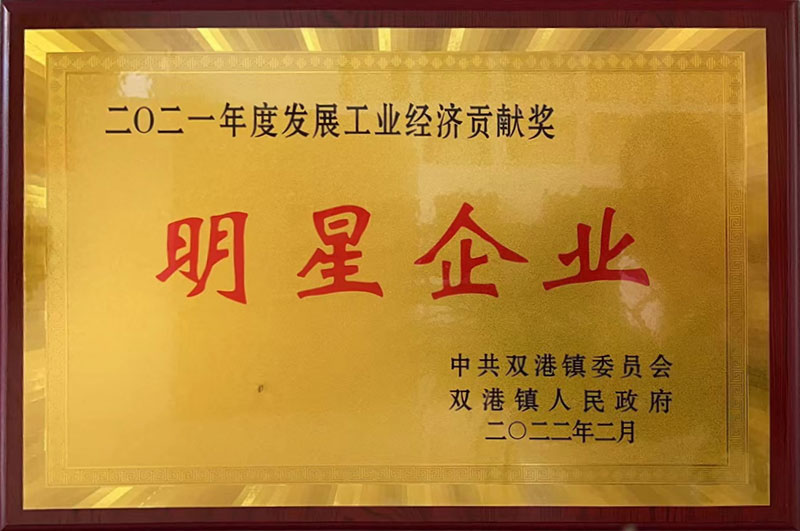 二〇二一年度发展工业经济贡献奖
明星企业
中共双港镇委员会
双港镇人民政府
二〇二二年二月